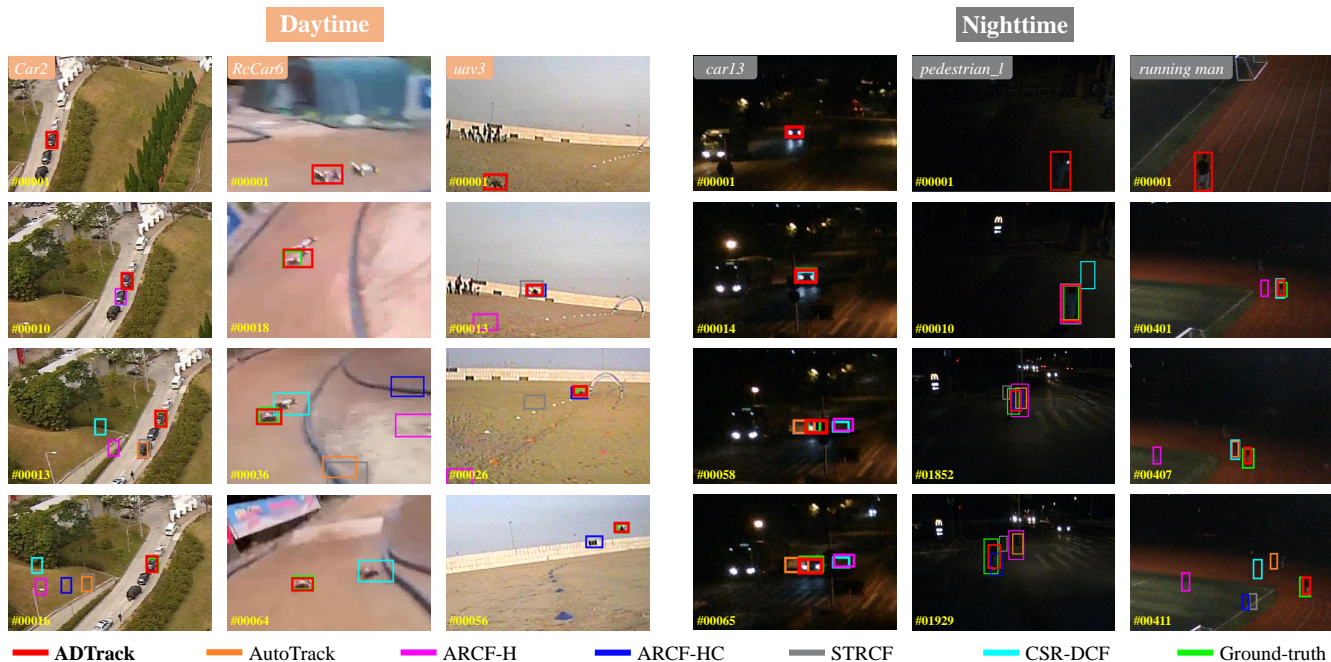 Daytime
Nighttime
Car2
RcCar6
uav3
car13
pedestrian_l
running man
#00001
#00001
#00001
#00001
#00001
#00001
#00010
#00018
#00013
#00014
#00010
#00401
#00013
#00036
#00026
#00058
#01852
#00407
#00016
#00064
#00056
#00065
#01929
#00411
ADTrack
AutoTrack
ARCF-H
ARCF-HC
STRCF
CSR-DCF
Ground-truth